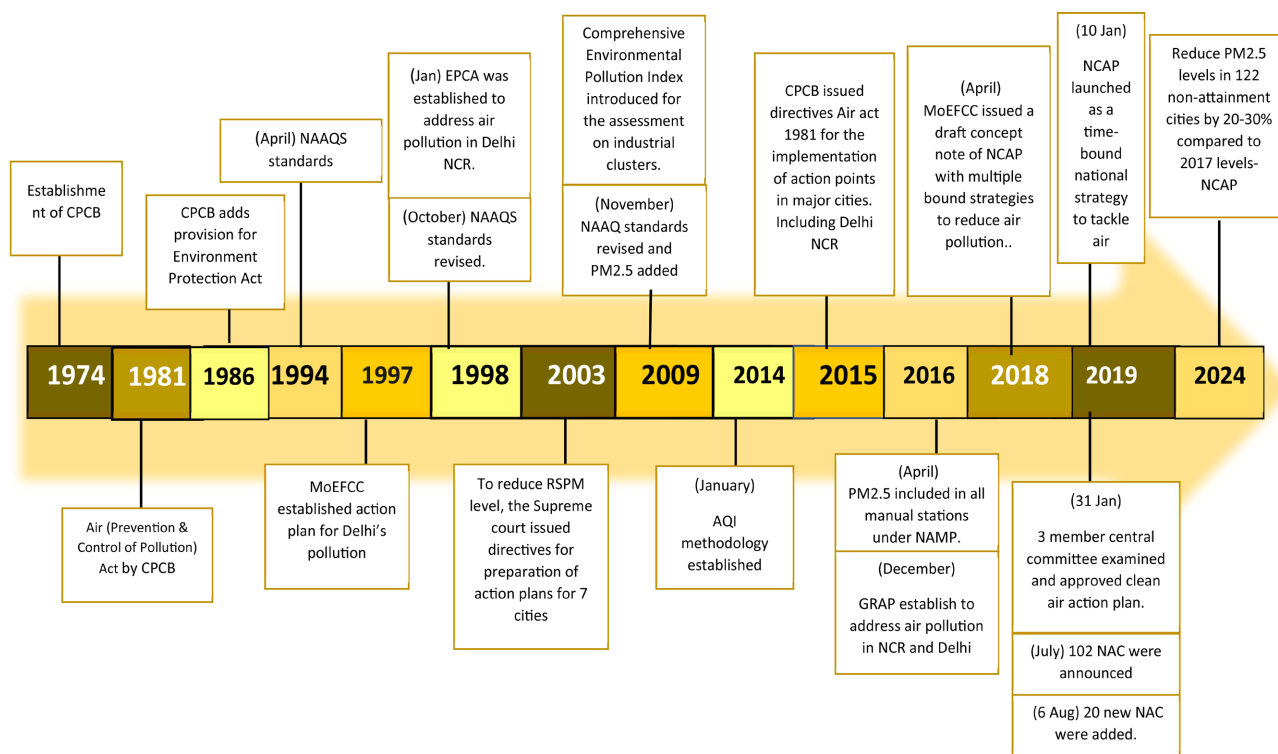 Establishme
nt of CPCB
CPCB adds
provision for
Environment
Protection Act
(April) NAAQS
standards
(Jan) EPCA was
established to
address air
pollution in Delhi
NCR.
(October) NAAQS
standards
revised.
Comprehensive
Environmental
Pollution Index
introduced for
the assessment
on industrial
clusters.
(November)
NAAQ standards
revised and
PM2.5 added
CPCB issued
directives Air act
1981 for the
implementation
of action points
in major cities.
Including Delhi
NCR
(April)
MoEFCC issued a
draft concept
note of NCAP
with multiple
bound strategies
to reduce air
pollution..
(10 Jan)
NCAP
launched
as a
time-
bound
national
strategy
to tackle
air
Reduce PM2.5
levels in 122
non-attainment
cities by 20-30%
compared to
2017 levels-
NCAP
1974 1981 1986 1994 1997 1998 2003 2009 2014 2015 2016 2018 2019 2024
Air (Prevention &
Control of Pollution)
Act by CPCB
MoEFCC
established action
plan for Delhi’s
pollution
To reduce RSPM
level, the Supreme
court issued
directives for
preparation of
action plans for 7
cities
(January)
AQI
methodology
established
(April)
PM2.5 included in all
manual stations
under NAMP.
(December)
GRAP establish to
address air pollution
in NCR and Delhi
(31 Jan)
3 member central
committee examined
and approved clean
air action plan.
(July) 102 NAC were
announced
(6 Aug) 20 new NAC
were added.